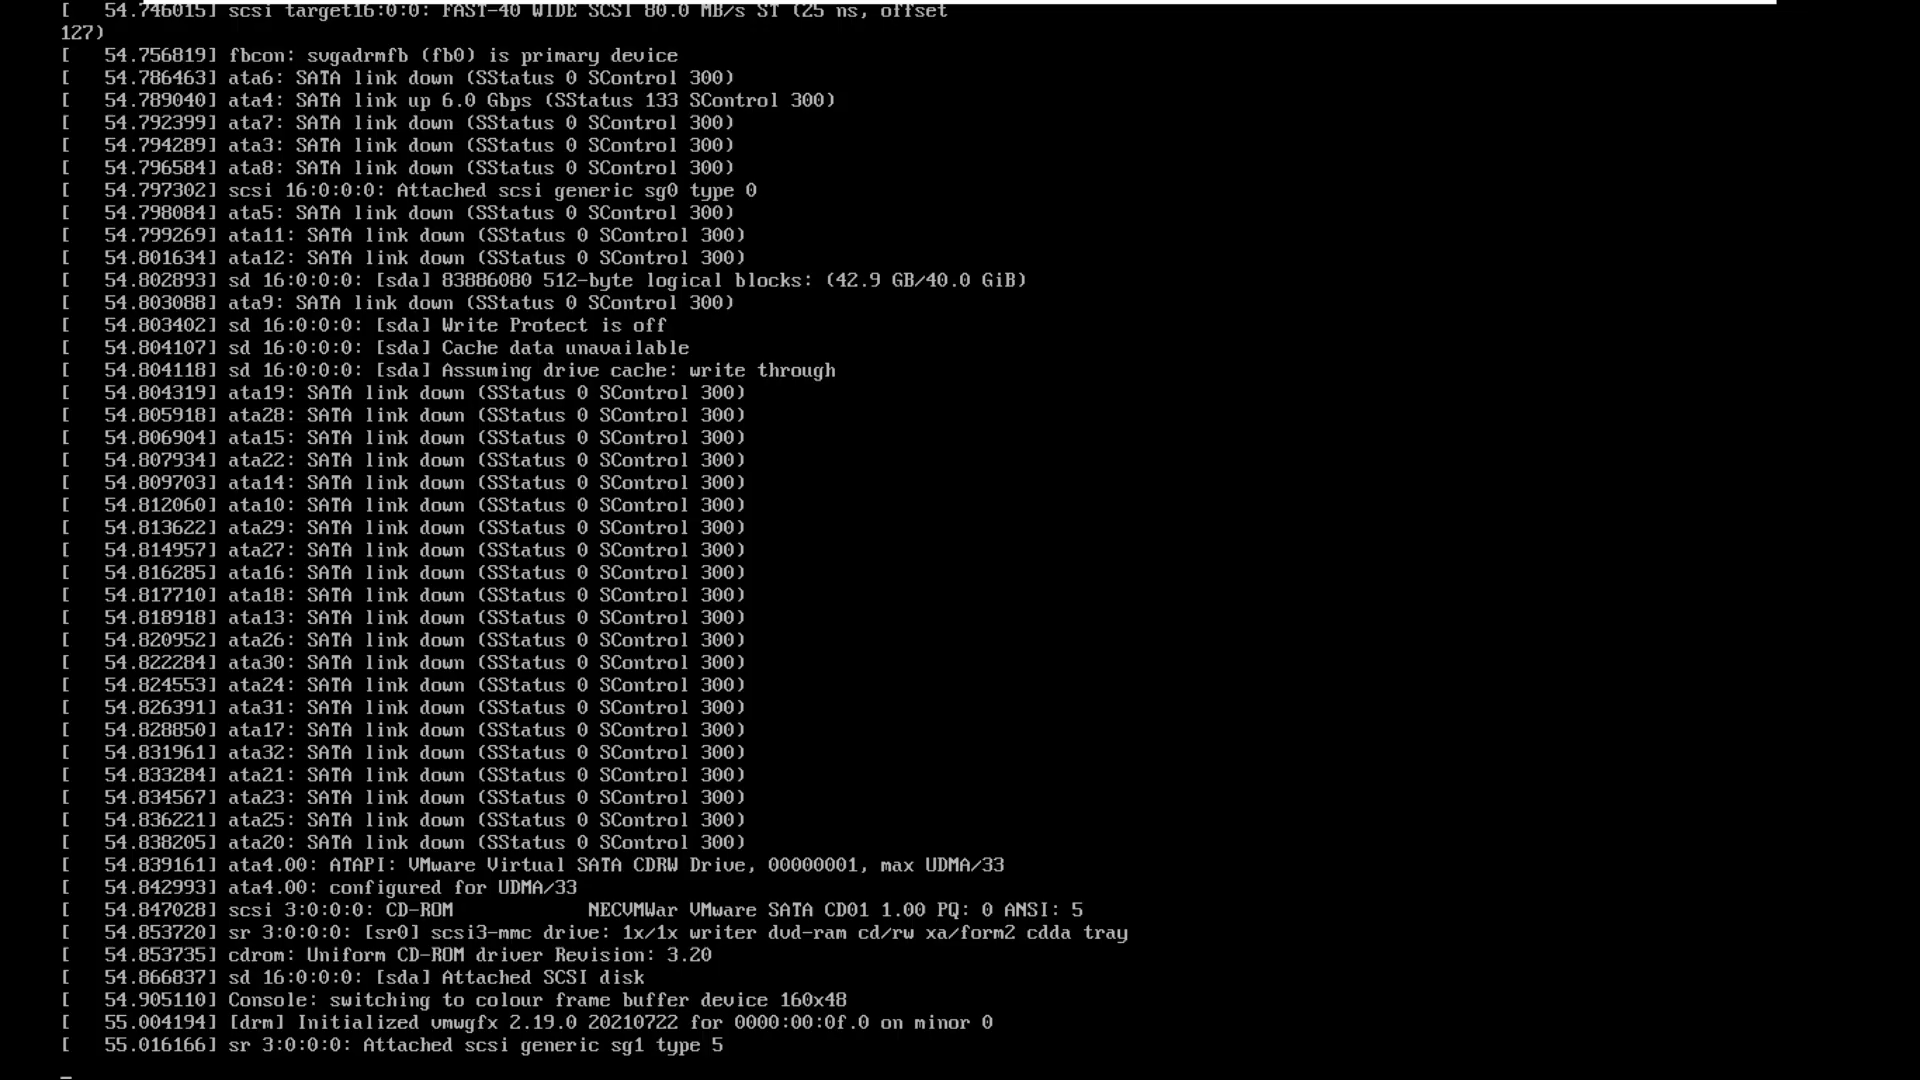 [   54.746015] scsi target16:0:0: FAST-40 WIDE SCSI 80.0 MB/s ST (25 ns, offset
127)
[   54.756819] fbcon: svgadrmfb (fb0) is primary device
[   54.786463] ata6: SATA link down (SStatus 0 SControl 300)
[   54.789040] ata4: SATA link up 6.0 Gbps (SStatus 133 SControl 300)
[   54.792399] ata7: SATA link down (SStatus 0 SControl 300)
[   54.794289] ata3: SATA link down (SStatus 0 SControl 300)
[   54.796584] ata8: SATA link down (SStatus 0 SControl 300)
[   54.797302] scsi 16:0:0:0: Attached scsi generic sg0 type 0
[   54.798084] ata5: SATA link down (SStatus 0 SControl 300)
[   54.799269] ata11: SATA link down (SStatus 0 SControl 300)
[   54.801634] ata12: SATA link down (SStatus 0 SControl 300)
[   54.802893] sd 16:0:0:0: [sda] 83886080 512-byte logical blocks: (42.9 GB/40.0 GiB)
[   54.803088] ata9: SATA link down (SStatus 0 SControl 300)
[   54.803402] sd 16:0:0:0: [sda] Write Protect is off
[   54.804107] sd 16:0:0:0: [sda] Cache data unavailable
[   54.804118] sd 16:0:0:0: [sda] Assuming drive cache: write through
[   54.804319] ata19: SATA link down (SStatus 0 SControl 300)
[   54.805918] ata28: SATA link down (SStatus 0 SControl 300)
[   54.806904] ata15: SATA link down (SStatus 0 SControl 300)
[   54.807934] ata22: SATA link down (SStatus 0 SControl 300)
[   54.809703] ata14: SATA link down (SStatus 0 SControl 300)
[   54.812060] ata10: SATA link down (SStatus 0 SControl 300)
[   54.813622] ata29: SATA link down (SStatus 0 SControl 300)
[   54.814957] ata27: SATA link down (SStatus 0 SControl 300)
[   54.816285] ata16: SATA link down (SStatus 0 SControl 300)
[   54.817710] ata18: SATA link down (SStatus 0 SControl 300)
[   54.818918] ata13: SATA link down (SStatus 0 SControl 300)
[   54.820952] ata26: SATA link down (SStatus 0 SControl 300)
[   54.822284] ata30: SATA link down (SStatus 0 SControl 300)
[   54.824553] ata24: SATA link down (SStatus 0 SControl 300)
[   54.826391] ata31: SATA link down (SStatus 0 SControl 300)
[   54.828850] ata17: SATA link down (SStatus 0 SControl 300)
[   54.831961] ata32: SATA link down (SStatus 0 SControl 300)
[   54.833284] ata21: SATA link down (SStatus 0 SControl 300)
[   54.834567] ata23: SATA link down (SStatus 0 SControl 300)
[   54.836221] ata25: SATA link down (SStatus 0 SControl 300)
[   54.838205] ata20: SATA link down (SStatus 0 SControl 300)
[   54.839161] ata4.00: ATAPI: VMware Virtual SATA CDRW Drive, 00000001, max UDMA/33
[   54.842993] ata4.00: configured for UDMA/33
[   54.847028] scsi 3:0:0:0: CD-ROM            NECVMWar VMware SATA CD01 1.00 PQ: 0 ANSI: 5
[   54.853720] sr 3:0:0:0: [sr0] scsi3-mmc drive: 1x/1x writer dvd-ram cd/rw xa/form2 cdda tray
[   54.853735] cdrom: Uniform CD-ROM driver Revision: 3.20
[   54.866837] sd 16:0:0:0: [sda] Attached SCSI disk
[   54.905110] Console: switching to colour frame buffer device 160x48
[   55.004194] [drm] Initialized vmwgfx 2.19.0 20210722 for 0000:00:0f.0 on minor 0
[   55.016166] sr 3:0:0:0: Attached scsi generic sg1 type 5